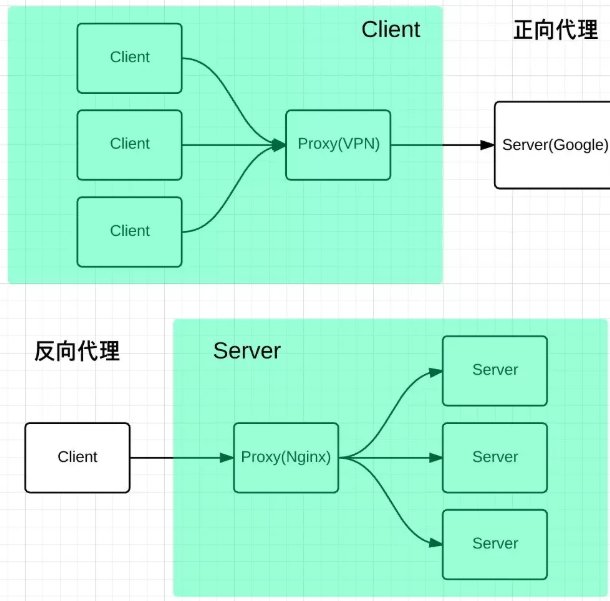 Client
正向代理
Client
Client
Proxy(VPN)
Server(Google)
Client
反向代理
Server
Server
Client
Proxy(Nginx)
Server
Server